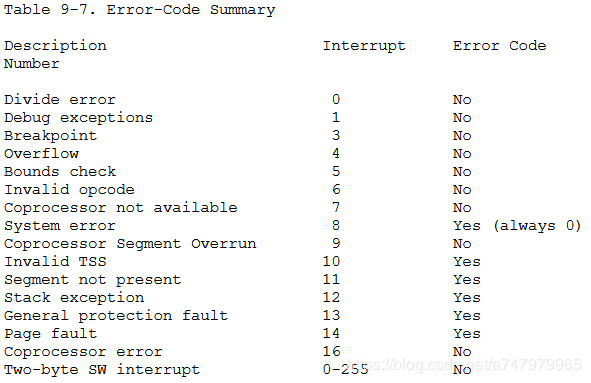 Table 9-7. Error-Code Summary
Description Interrupt Error Code
Number
Divide error 0 No
Debug exceptions 1 No
Breakpoint 3 No
Overflow 4 No
Bounds check 5 No
Invalid opcode 6 No
Coprocessor not available 7 No
System error 8 Yes (always 0)
Coprocessor Segment Overrun 9 No
Invalid TSS 10 Yes
Segment not present 11 Yes
Stack exception 12 Yes
General protection fault 13 Yes
Page fault 14 Yes
Coprocessor error 16 No
Two-byte SW interrupt 0-255 No
https://blog.csdn.net/a747979985